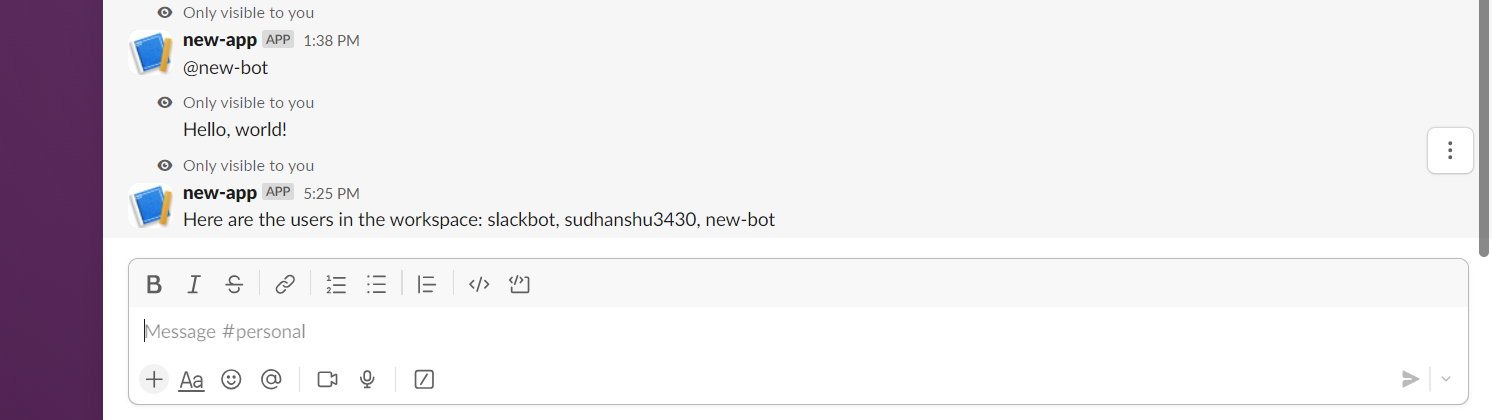 Only visible to you
new-app APP 1:38 PM
@new-bot
Only visible to you
Hello, world!
Only visible to you
new-app APP 5:25 PM
Here are the users in the workspace: slackbot, sudhanshu3430, new-bot
Message #personal
Aa